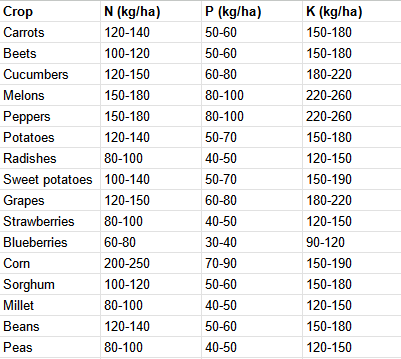 Crop N (kg/ha) P (kg/ha) K (kg/ha)
Carrots 120-140 50-60 150-180
Beets 100-120 50-60 150-180
Cucumbers 120-150 60-80 180-220
Melons 150-180 80-100 220-260
Peppers 150-180 80-100 220-260
Potatoes 120-140 50-70 150-180
Radishes 80-100 40-50 120-150
Sweet potatoes 100-140 50-70 150-190
Grapes 120-150 60-80 180-220
Strawberries 80-100 40-50 120-150
Blueberries 60-80 30-40 90-120
Corn 200-250 70-90 150-190
Sorghum 100-120 50-60 150-180
Millet 80-100 40-50 120-150
Beans 120-140 50-60 150-180
Peas 80-100 40-50 120-150